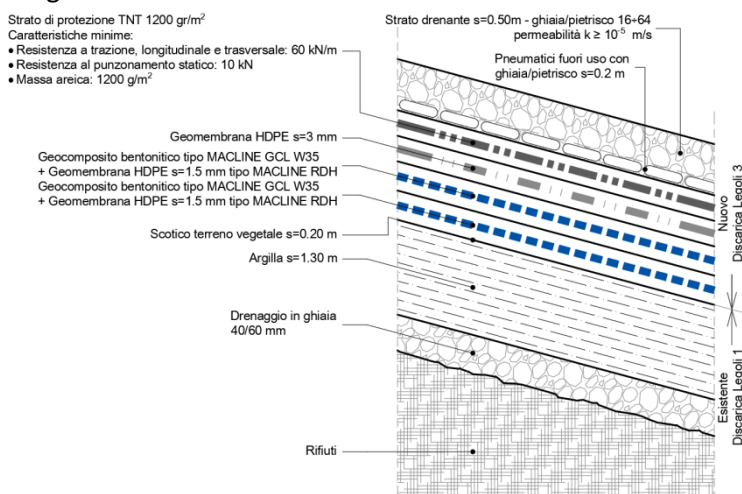 Strato di protezione TNT 1200 gr/m²
Caratteristiche minime:
• Resistenza a trazione, longitudinale e trasversale: 60 kN/m
• Resistenza al punzonamento statico: 10 kN
• Massa areica: 1200 g/m²
Strato drenante s=0.50m - ghiaia/pietrisco 16÷64
permeabilità k ≥ 10⁻⁵ m/s
Pneumatici fuori uso con
ghiaia/pietrisco s=0.2 m
Geomembrana HDPE s=3 mm
Geocomposito bentonitico tipo MACLINE GCL W35
+ Geomembrana HDPE s=1.5 mm tipo MACLINE RDH
Geocomposito bentonitico tipo MACLINE GCL W35
+ Geomembrana HDPE s=1.5 mm tipo MACLINE RDH
Scotico terreno vegetale s=0.20 m
Argilla s=1.30 m
Drenaggio in ghiaia
40/60 mm
Rifiuti
Nuovo
Discarica Legoli 3
Esistente
Discarica Legoli 1